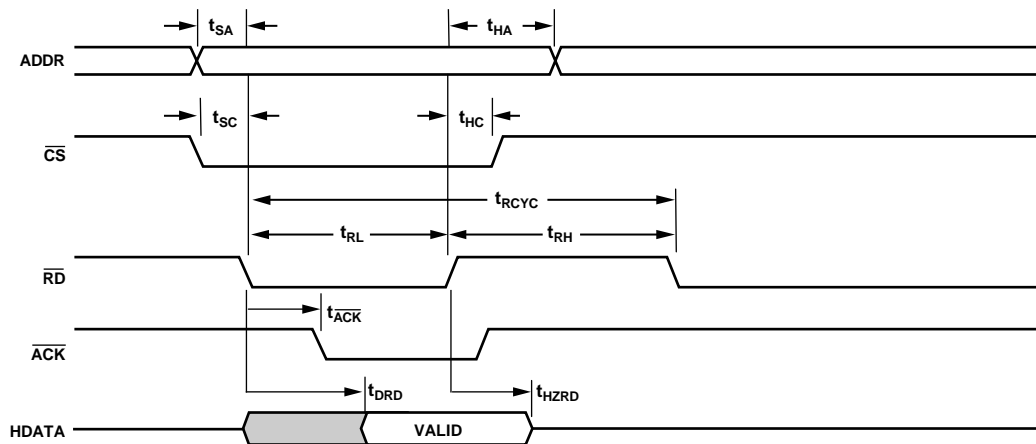 tSA
tHA
ADDR
tSC
tHC
CS
tRCYC
tRL
tRH
RD
tACK
ACK
tDRD
tHZRD
HDATA
VALID